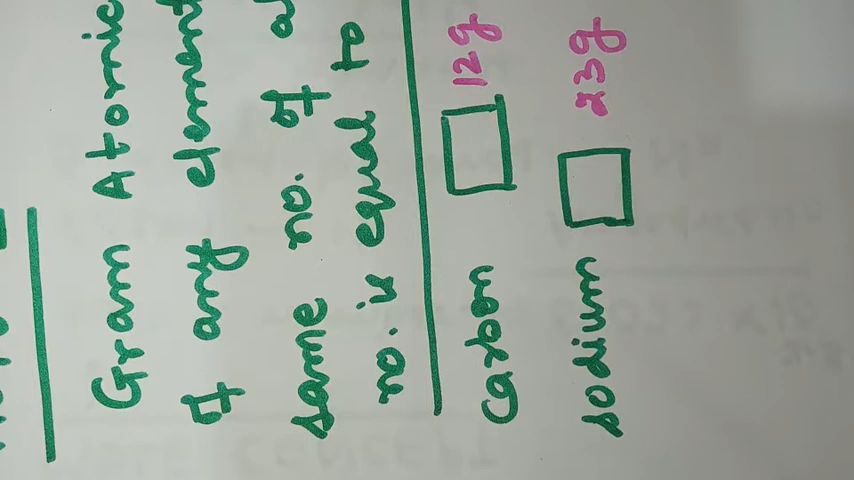 Gram Atomic
of any element
same no. of
no. is equal to
Carbon 12g
sodium 23g